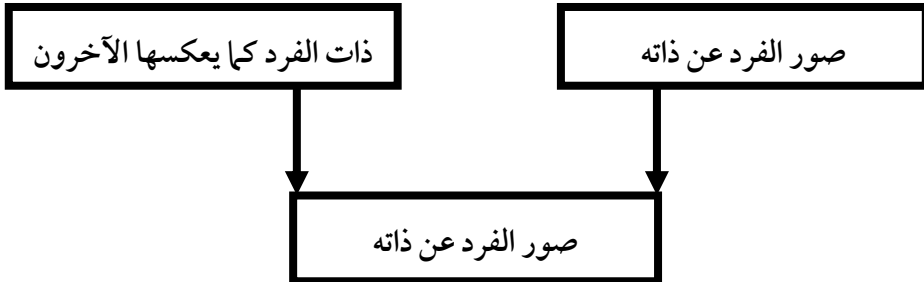 صور الفرد عن ذاته
ذات الفرد كما يعكسها الآخرون
صور الفرد عن ذاته